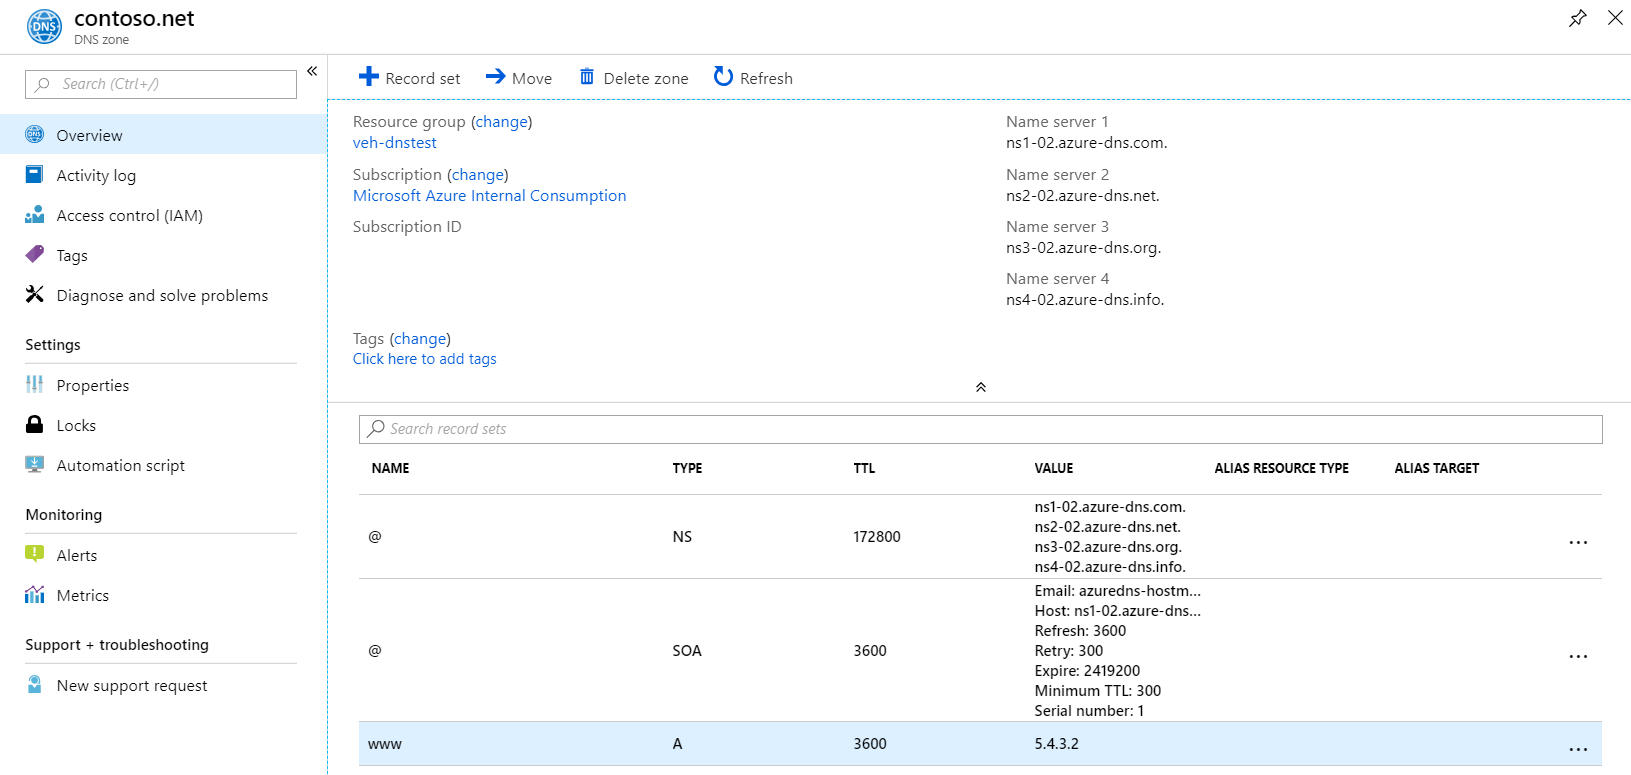 DNS
contoso.net
DNS zone
Search (Ctrl+/)
«
DNS
Overview
Activity log
Access control (IAM)
Tags
Diagnose and solve problems
Settings
Properties
Locks
Automation script
Monitoring
Alerts
Metrics
Support + troubleshooting
New support request
Record set Move Delete zone Refresh
Resource group (change)
veh-dnstest
Subscription (change)
Microsoft Azure Internal Consumption
Subscription ID
Tags (change)
Click here to add tags
Name server 1
ns1-02.azure-dns.com.
Name server 2
ns2-02.azure-dns.net.
Name server 3
ns3-02.azure-dns.org.
Name server 4
ns4-02.azure-dns.info.
Search record sets
NAME TYPE TTL VALUE ALIAS RESOURCE TYPE ALIAS TARGET
@ NS 172800 ns1-02.azure-dns.com.
ns2-02.azure-dns.net.
ns3-02.azure-dns.org.
ns4-02.azure-dns.info.
...
@ SOA 3600 Email: azuredns-hostm...
Host: ns1-02.azure-dns...
Refresh: 3600
Retry: 300
Expire: 2419200
Minimum TTL: 300
Serial number: 1
...
www A 3600 5.4.3.2 ...